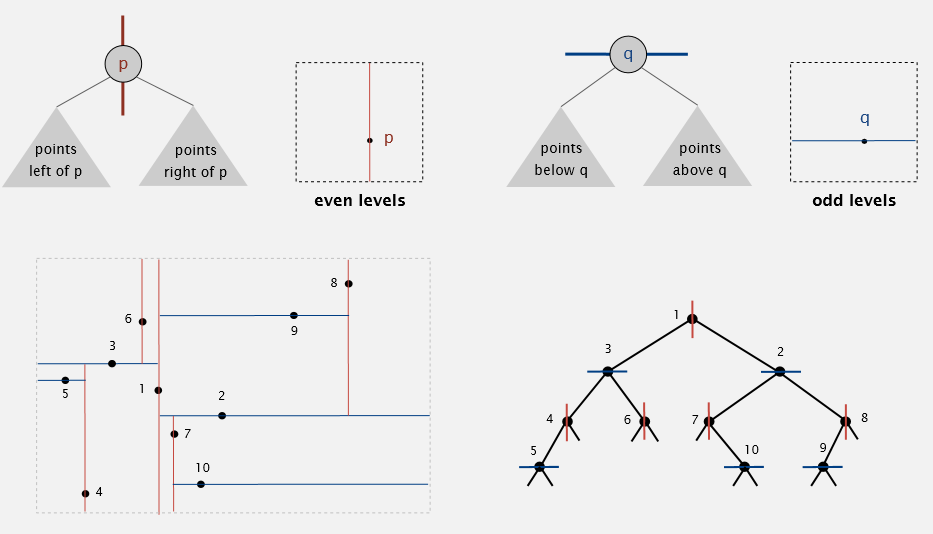 p
points
left of p
points
right of p
p
even levels
q
points
below q
points
above q
q
odd levels
8
6
9
3
1
5
2
7
10
4
1
3
2
4
6
7
8
5
10
9